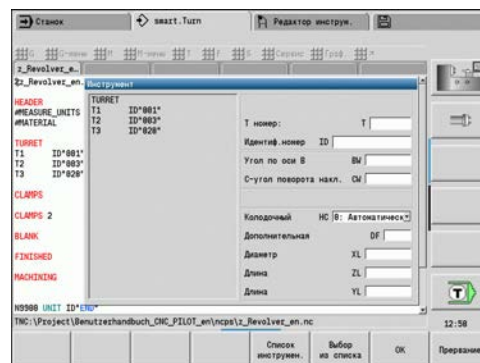 Станок
smart.Turn
Редактор инструм.
z_Revolver_e…
z_Revolver_en.
HEADER
#MEASURE_UNITS
#MATERIAL
TURRET
T1 ID"001"
T2 ID"003"
T3 ID"020"
CLAMPS
CLAMPS 2
BLANK
FINISHED
MACHINING
N9900 UNIT ID"END"
Инструмент
TURRET
T1 ID"001"
T2 ID"003"
T3 ID"020"
T номер: T
Идентиф.номер ID
Угол по оси B BW
С-угол поворота накл. CW
Колодочный HC 0: Автоматическ
Дополнительная DF
Диаметр XL
Длина ZL
Длина YL
TNC:\Project\Benutzerhandbuch_CNC_PILOT_en\ncps\z_Revolver_en.nc
12:58
Список инструмен.
Выбор из списка
OK
Прервание